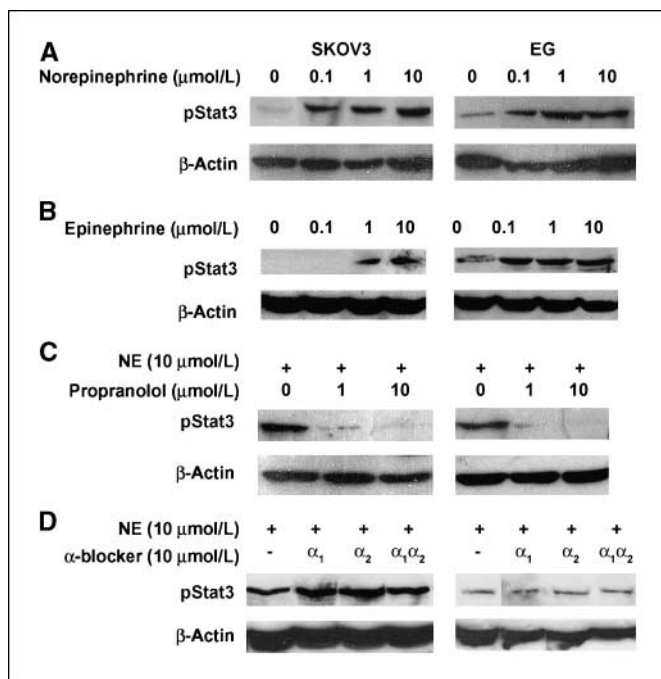 A
SKOV3 EG
Norepinephrine (μmol/L) 0 0.1 1 10 0 0.1 1 10
pStat3
β-Actin
B
Epinephrine (μmol/L) 0 0.1 1 10 0 0.1 1 10
pStat3
β-Actin
C
NE (10 μmol/L) + + + + + +
Propranolol (μmol/L) 0 1 10 0 1 10
pStat3
β-Actin
D
NE (10 μmol/L) + + + + + + + +
α-blocker (10 μmol/L) - α₁ α₂ α₁α₂ - α₁ α₂ α₁α₂
pStat3
β-Actin